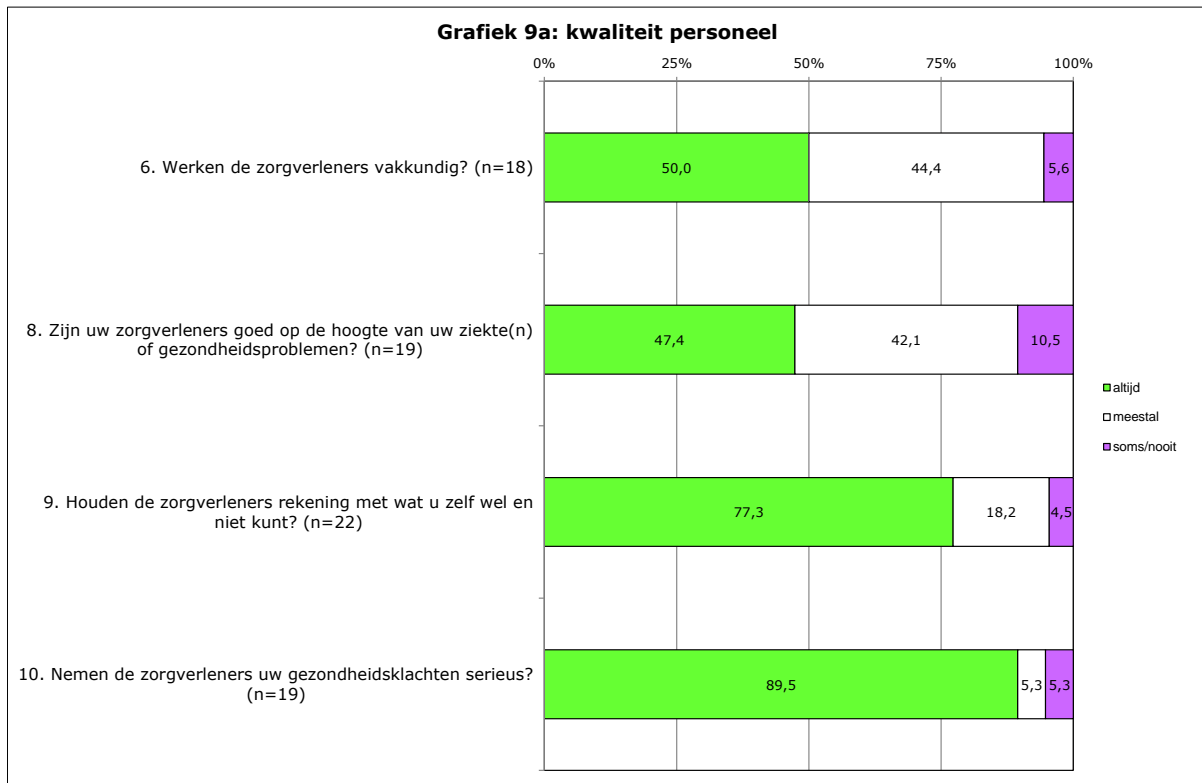 Grafiek 9a: kwaliteit personeel
0% 25% 50% 75% 100%
6. Werken de zorgverleners vakkundig? (n=18)
50,0 44,4 5,6
8. Zijn uw zorgverleners goed op de hoogte van uw ziekte(n)
of gezondheidsproblemen? (n=19)
47,4 42,1 10,5
altijd
meestal
soms/nooit
9. Houden de zorgverleners rekening met wat u zelf wel en
niet kunt? (n=22)
77,3 18,2 4,5
10. Nemen de zorgverleners uw gezondheidsklachten serieus?
(n=19)
89,5 5,3 5,3